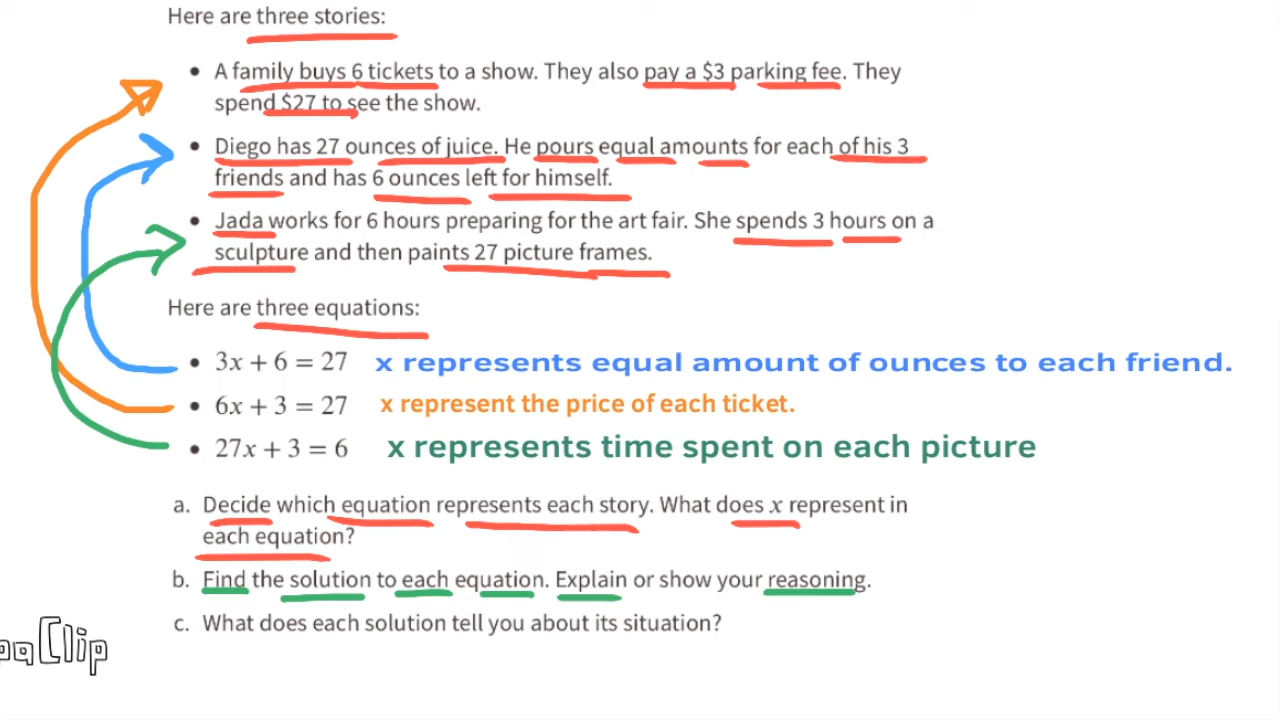 Here are three stories:
• A family buys 6 tickets to a show. They also pay a $3 parking fee. They
spend $27 to see the show.
• Diego has 27 ounces of juice. He pours equal amounts for each of his 3
friends and has 6 ounces left for himself.
• Jada works for 6 hours preparing for the art fair. She spends 3 hours on a
sculpture and then paints 27 picture frames.
Here are three equations:
• 3x + 6 = 27 x represents equal amount of ounces to each friend.
• 6x + 3 = 27 x represent the price of each ticket.
• 27x + 3 = 6 x represents time spent on each picture
a. Decide which equation represents each story. What does x represent in
each equation?
b. Find the solution to each equation. Explain or show your reasoning.
c. What does each solution tell you about its situation?